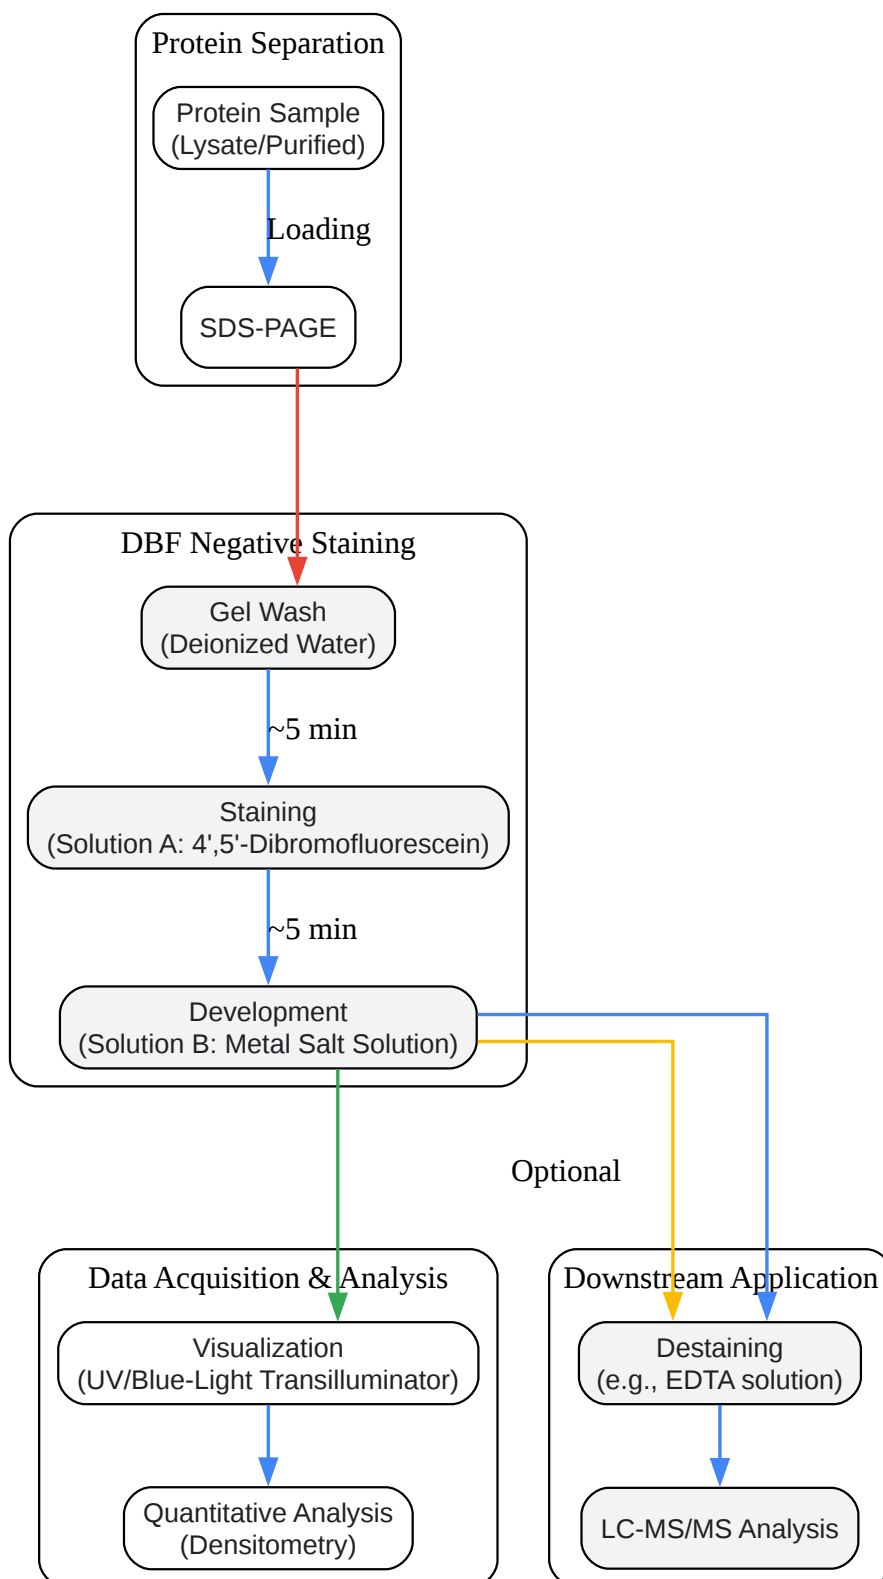 Protein Separation
Protein Sample
(Lysate/Purified)
Loading
SDS-PAGE
DBF Negative Staining
Gel Wash
(Deionized Water)
~5 min
Staining
(Solution A: 4',5'-Dibromofluorescein)
~5 min
Development
(Solution B: Metal Salt Solution)
Optional
Data Acquisition & Analysis
Visualization
(UV/Blue-Light Transilluminator)
Quantitative Analysis
(Densitometry)
Downstream Application
Destaining
(e.g., EDTA solution)
LC-MS/MS Analysis